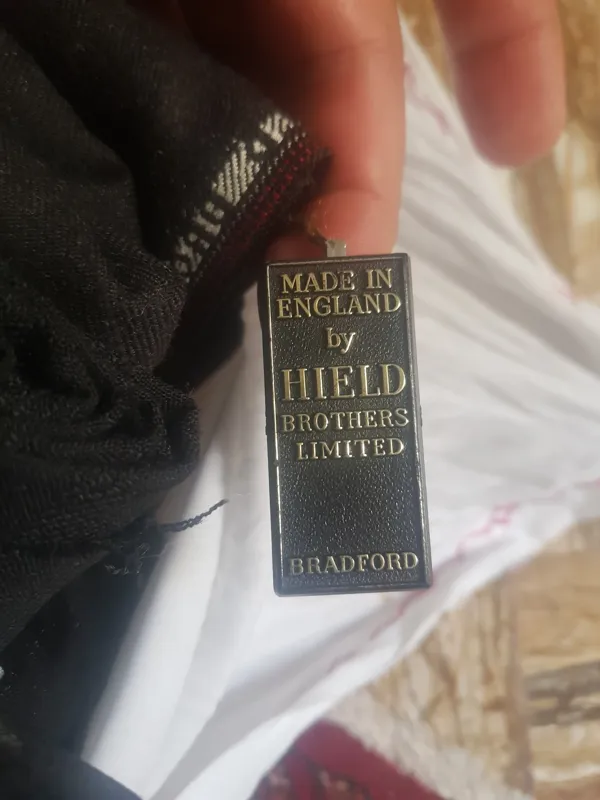 MADE IN
ENGLAND
by
HIELD
BROTHERS
LIMITED
BRADFORD